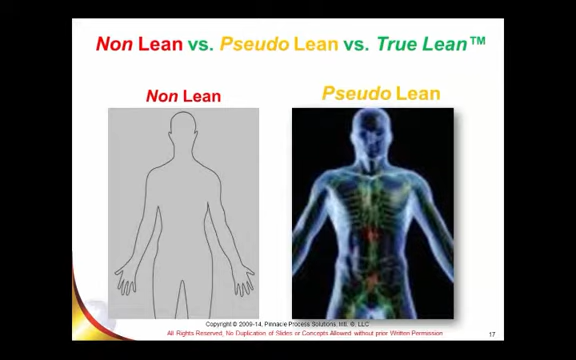 Non Lean vs. Pseudo Lean vs. True Lean™
Non Lean
Pseudo Lean
Copyright © 2009-14, Pinnacle Process Solutions, Intl, ®, LLC
All Rights Reserved, No Duplication of Slides or Concepts Allowed without prior Written Permission
17